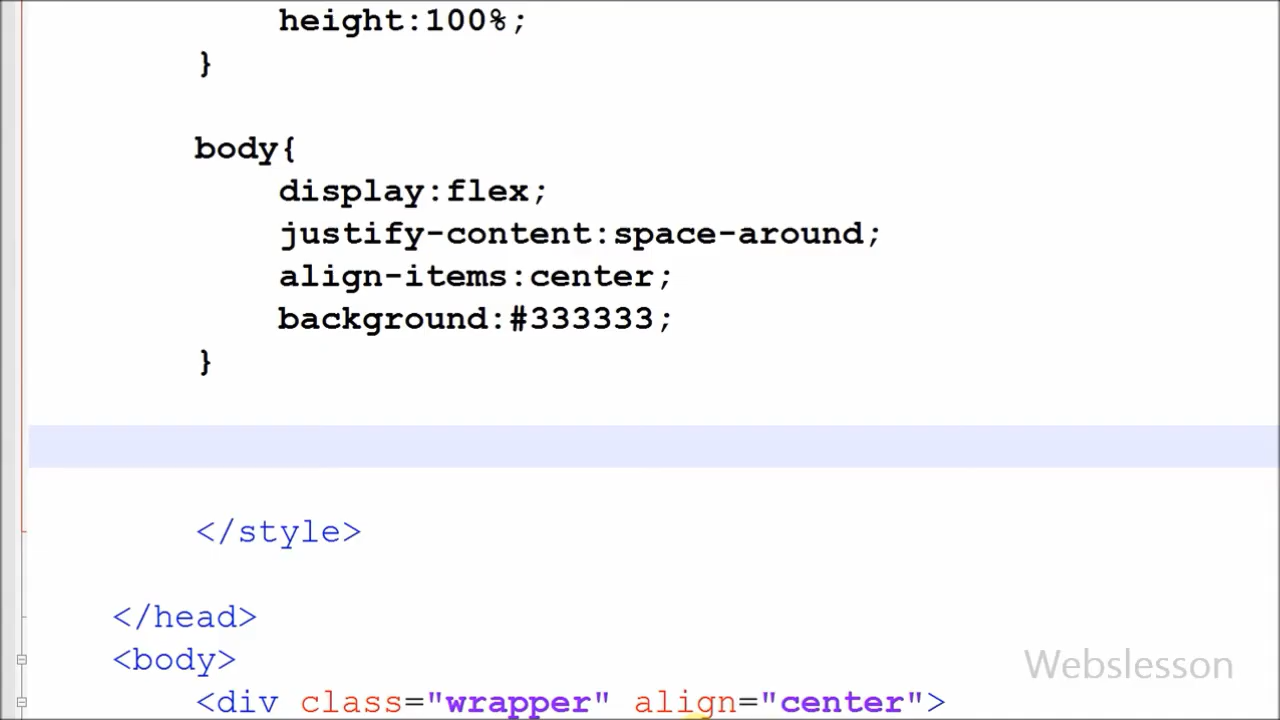 height:100%;
}
body{
display:flex;
justify-content:space-around;
align-items:center;
background:#333333;
}
</style>
</head>
<body>
Webslesson
<div class="wrapper" align="center">